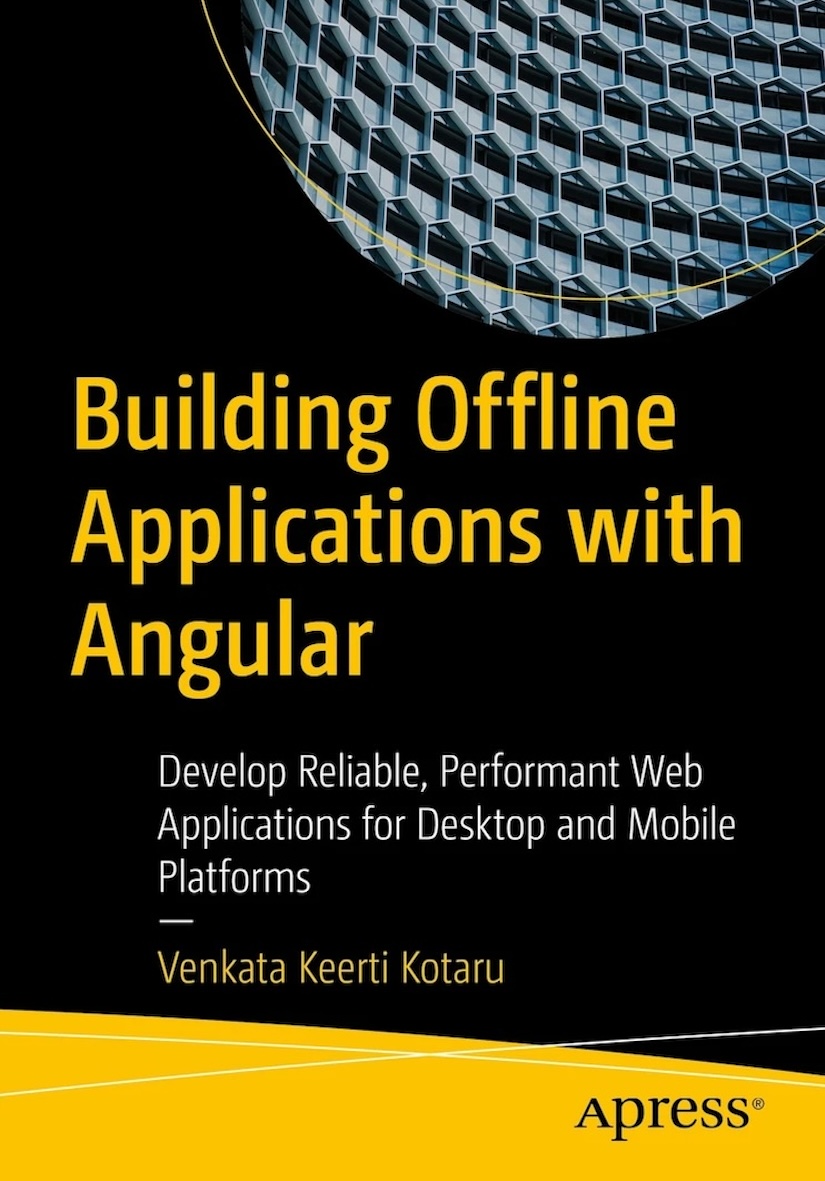 Building Offline
Applications with
Angular
Develop Reliable, Performant Web
Applications for Desktop and Mobile
Platforms
—
Venkata Keerti Kotaru
Apress®